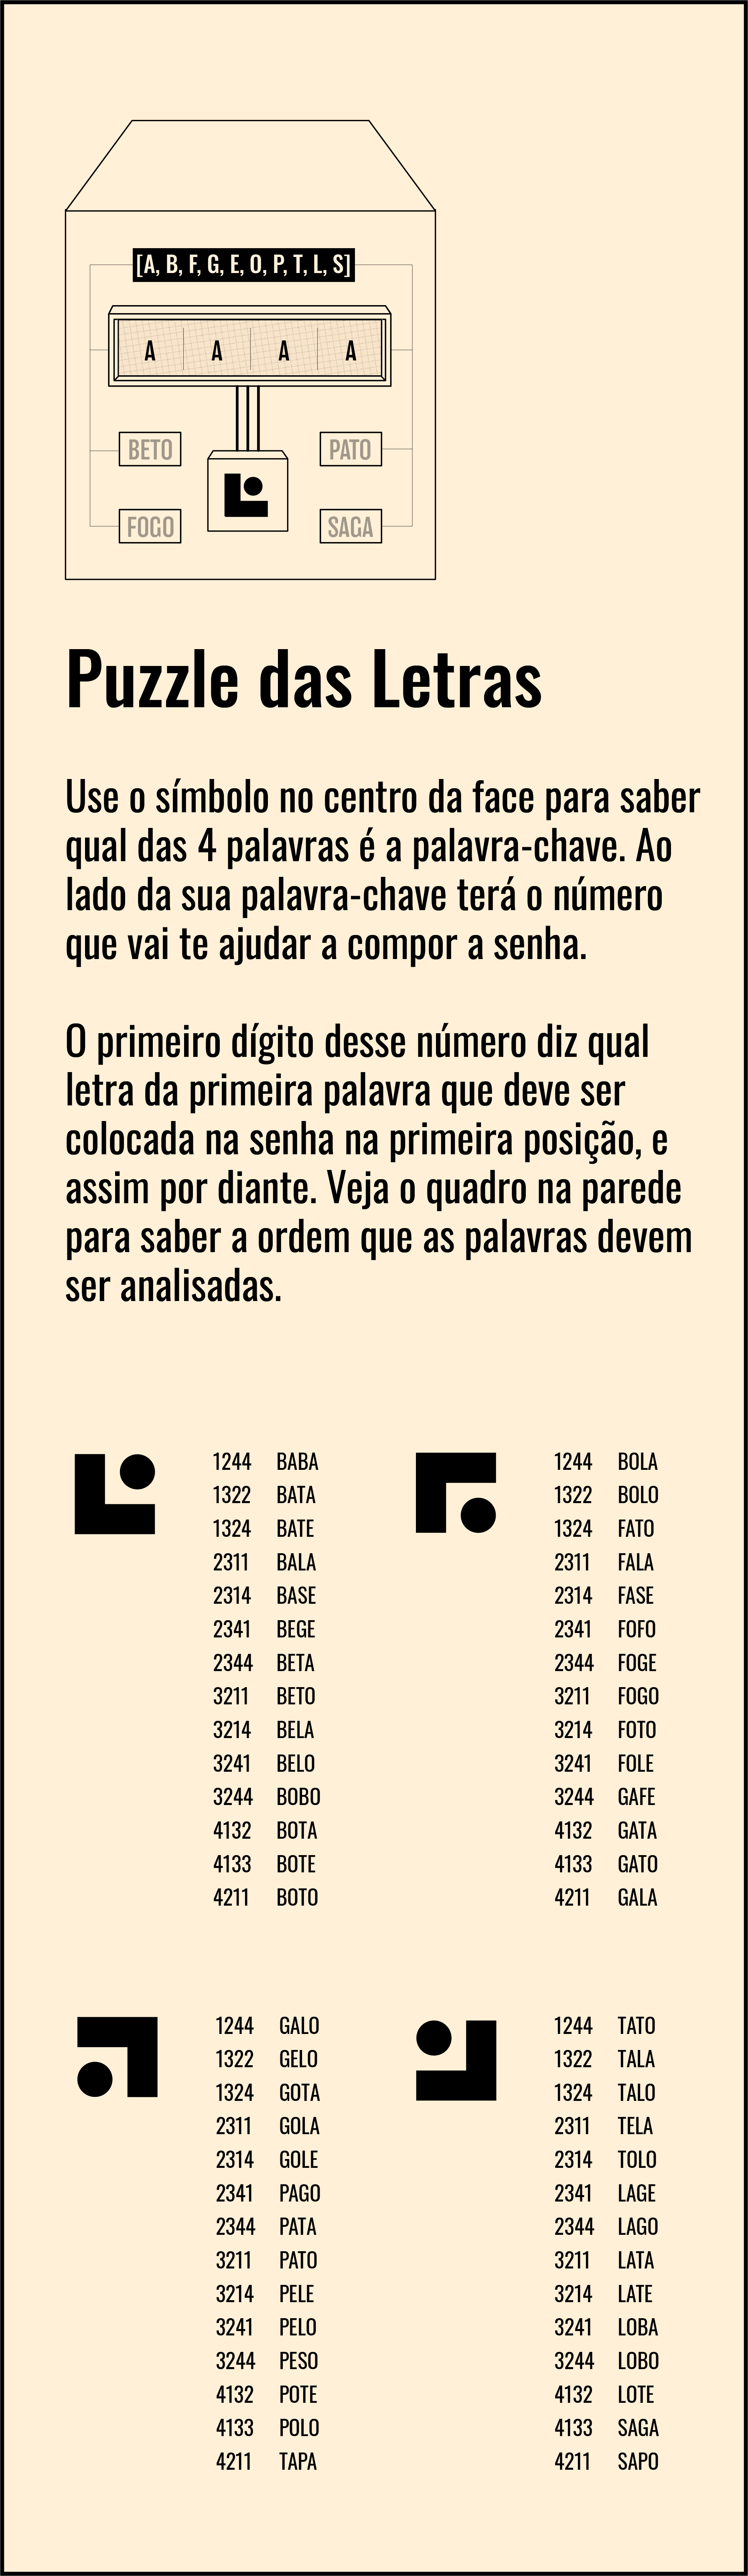 [A, B, F, G, E, O, P, T, L, S]
A A A A
BETO PATO
FOGO SAGA
Puzzle das Letras
Use o símbolo no centro da face para saber
qual das 4 palavras é a palavra-chave. Ao
lado da sua palavra-chave terá o número
que vai te ajudar a compor a senha.
O primeiro dígito desse número diz qual
letra da primeira palavra que deve ser
colocada na senha na primeira posição, e
assim por diante. Veja o quadro na parede
para saber a ordem que as palavras devem
ser analisadas.
1244 BABA
1322 BATA
1324 BATE
2311 BALA
2314 BASE
2341 BEGE
2344 BETA
3211 BETO
3214 BELA
3241 BELO
3244 BOBO
4132 BOTA
4133 BOTE
4211 BOTO
1244 BOLA
1322 BOLO
1324 FATO
2311 FALA
2314 FASE
2341 FOFO
2344 FOGE
3211 FOGO
3214 FOTO
3241 FOLE
3244 GAFE
4132 GATA
4133 GATO
4211 GALA
1244 GALO
1322 GELO
1324 GOTA
2311 GOLA
2314 GOLE
2341 PAGO
2344 PATA
3211 PATO
3214 PELE
3241 PELO
3244 PESO
4132 POTE
4133 POLO
4211 TAPA
1244 TATO
1322 TALA
1324 TALO
2311 TELA
2314 TOLO
2341 LAGE
2344 LAGO
3211 LATA
3214 LATE
3241 LOBA
3244 LOBO
4132 LOTE
4133 SAGA
4211 SAPO